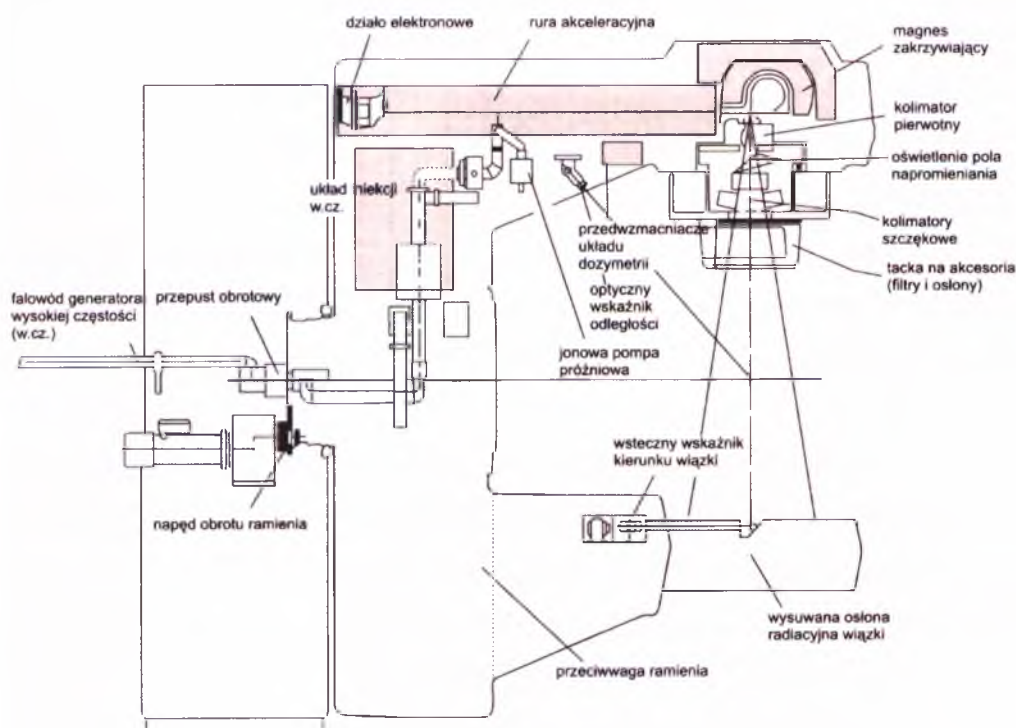 działo elektronowe
rura akceleracyjna
magnes
zakrzywiający
kolimator
pierwotny
oświetlenie pola
napromieniania
układ iniekcji
w.cz.
kolimatory
szczękowe
przedwzmacniacze
układu
dozymetrii
tacka na akcesoria
(filtry i osłony)
falowód generatora
wysokiej częstości
(w.cz.)
przepust obrotowy
optyczny
wskaźnik
odległości
jonowa pompa
próżniowa
wsteczny wskaźnik
kierunku wiązki
napęd obrotu ramienia
wysuwana osłona
radiacyjna wiązki
przeciwwaga ramienia